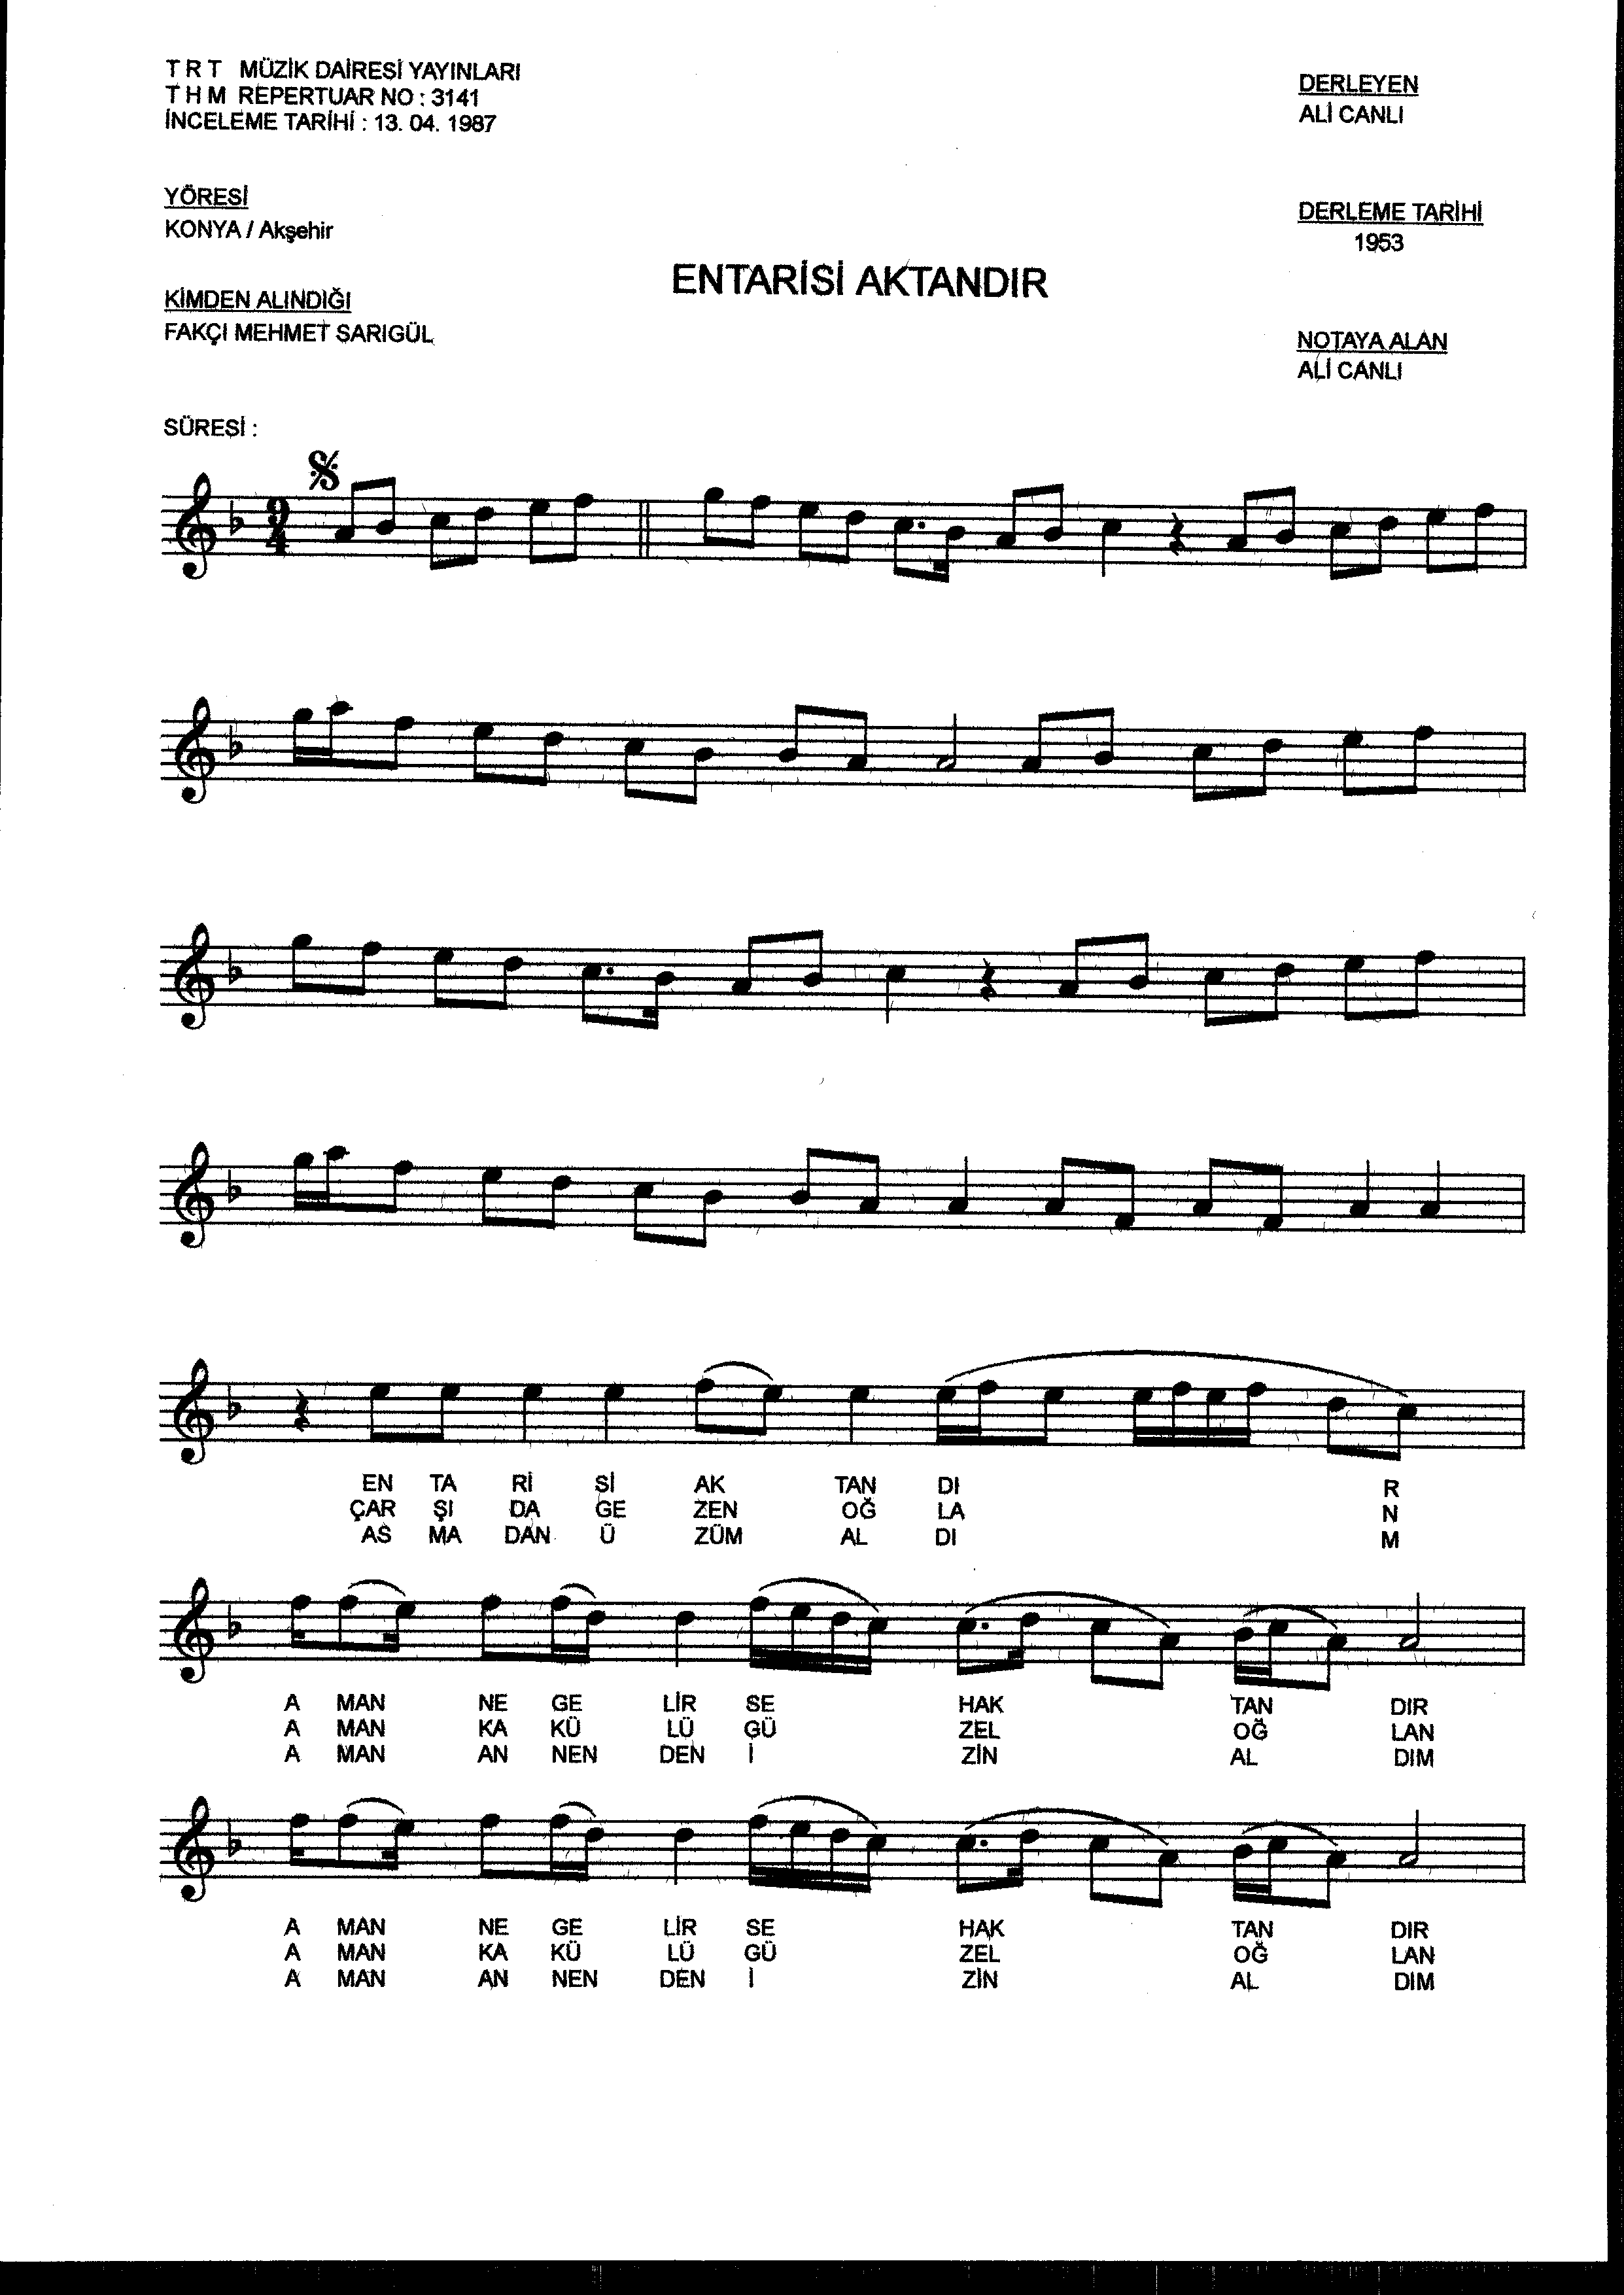 T R T MÜZİK DAİRESİ YAYINLARI
T H M REPERTUAR NO : 3141
İNCELEME TARİHİ : 13. 04. 1987
DERLEYEN
ALİ CANLI
YÖRESİ
KONYA / Akşehir
DERLEME TARİHİ
1953
ENTARİSİ AKTANDIR
KİMDEN ALINDIĞI
FAKÇI MEHMET SARIGÜL
NOTAYA ALAN
ALİ CANLI
SÜRESİ :
9
4
EN TA Rİ Sİ AK TAN DI R
ÇAR ŞI DA GE ZEN OĞ LA N
AS MA DAN Ü ZÜM AL DI M
A MAN NE GE LİR SE HAK TAN DIR
A MAN KA KÜ LÜ GÜ ZEL OĞ LAN
A MAN AN NEN DEN İ ZİN AL DIM
A MAN NE GE LİR SE HAK TAN DIR
A MAN KA KÜ LÜ GÜ ZEL OĞ LAN
A MAN AN NEN DEN İ ZİN AL DIM